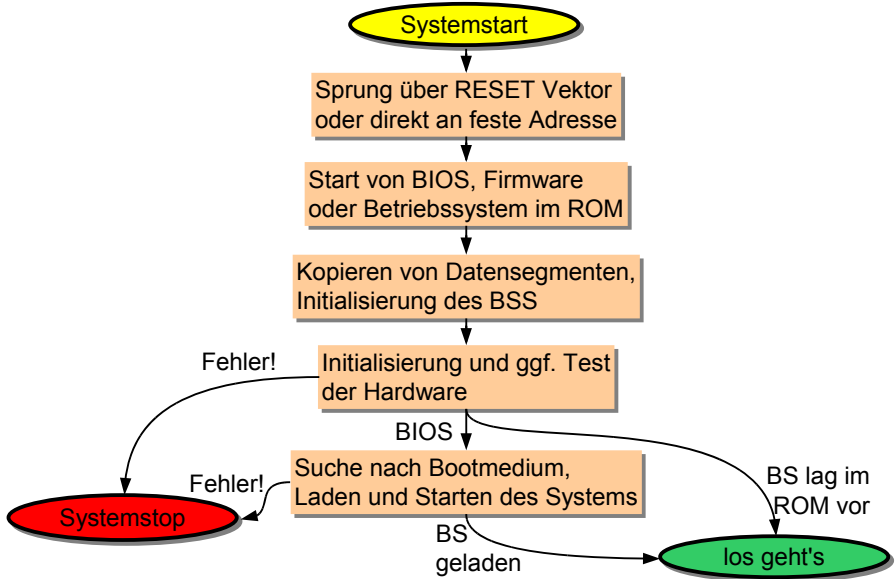 Systemstart
Sprung über RESET Vektor
oder direkt an feste Adresse
Start von BIOS, Firmware
oder Betriebssystem im ROM
Kopieren von Datensegmenten,
Initialisierung des BSS
Fehler!
Initialisierung und ggf. Test
der Hardware
BIOS
Fehler!
Suche nach Bootmedium,
Laden und Starten des Systems
BS lag im
ROM vor
Systemstop
BS
geladen
los geht's